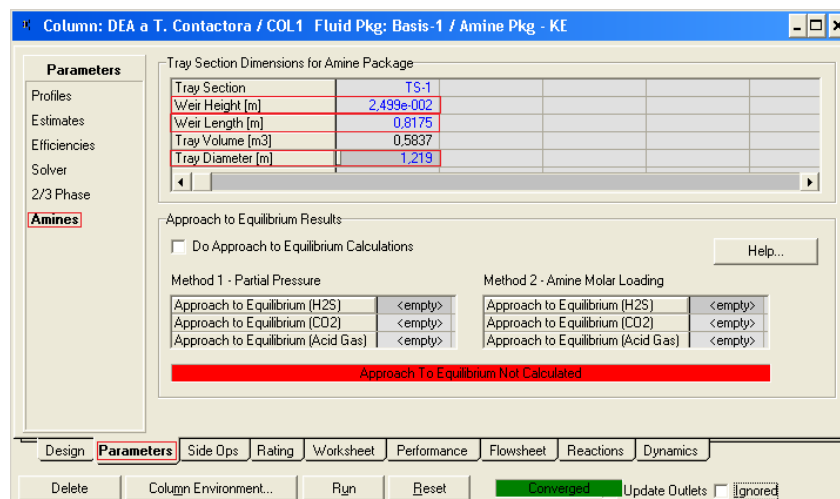 Column: DEA a T. Contactora / COL1 Fluid Pkg: Basis-1 / Amine Pkg - KE
Parameters
Profiles
Estimates
Efficiencies
Solver
2/3 Phase
Amines
Tray Section Dimensions for Amine Package
Tray Section TS-1
Weir Height [m] 2,499e-002
Weir Length [m] 0,8175
Tray Volume [m3] 0,5837
Tray Diameter [m] 1,219
Approach to Equilibrium Results
Do Approach to Equilibrium Calculations
Help...
Method 1 - Partial Pressure
Approach to Equilibrium (H2S) <empty>
Approach to Equilibrium (CO2) <empty>
Approach to Equilibrium (Acid Gas) <empty>
Method 2 - Amine Molar Loading
Approach to Equilibrium (H2S) <empty>
Approach to Equilibrium (CO2) <empty>
Approach to Equilibrium (Acid Gas) <empty>
Approach To Equilibrium Not Calculated
Design Parameters Side Ops Rating Worksheet Performance Flowsheet Reactions Dynamics
Delete Column Environment... Run Reset Converged Update Outlets Ignored